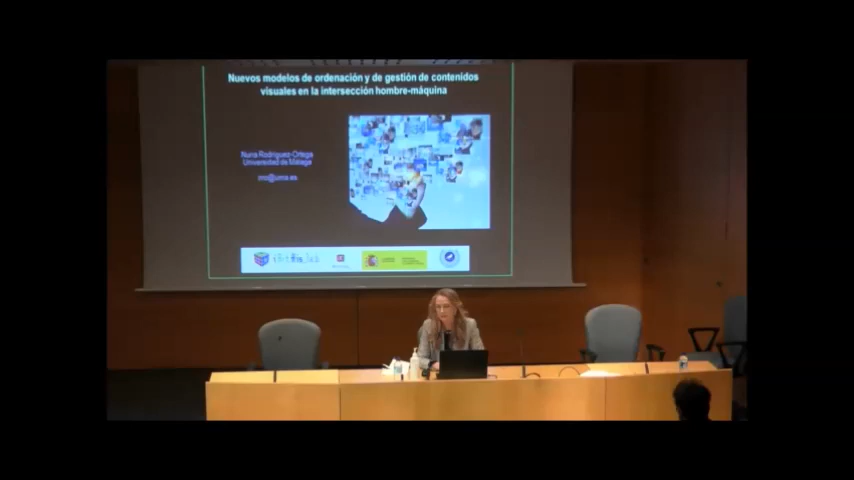 Nuevos modelos de ordenación y de gestión de contenidos
visuales en la intersección hombre-máquina
Nuria Rodríguez-Ortega
Universidad de Málaga